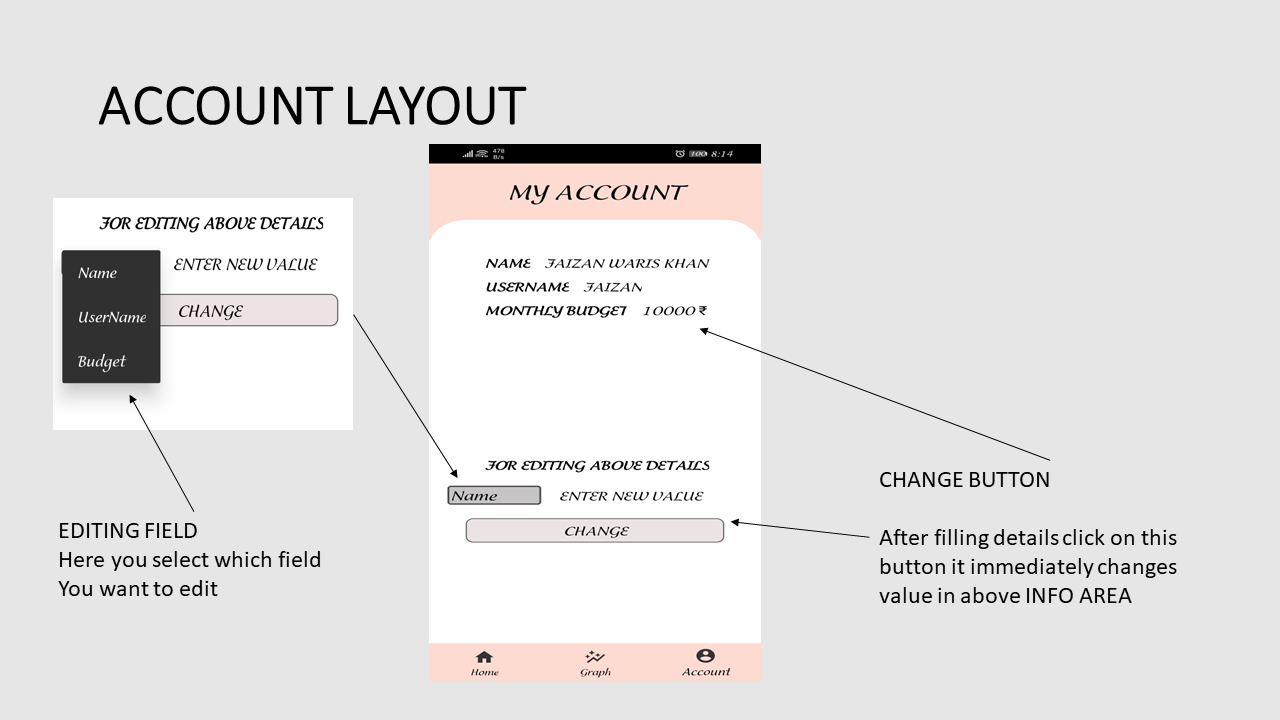 ACCOUNT LAYOUT
478
B/s
100 8:14
MY ACCOUNT
FOR EDITING ABOVE DETAILS
Name
ENTER NEW VALUE
UserName
CHANGE
Budget
NAME FAIZAN WARIS KHAN
USERNAME FAIZAN
MONTHLY BUDGET 10000 ₹
FOR EDITING ABOVE DETAILS
Name ENTER NEW VALUE
CHANGE
Home Graph Account
EDITING FIELD
Here you select which field
You want to edit
CHANGE BUTTON
After filling details click on this
button it immediately changes
value in above INFO AREA